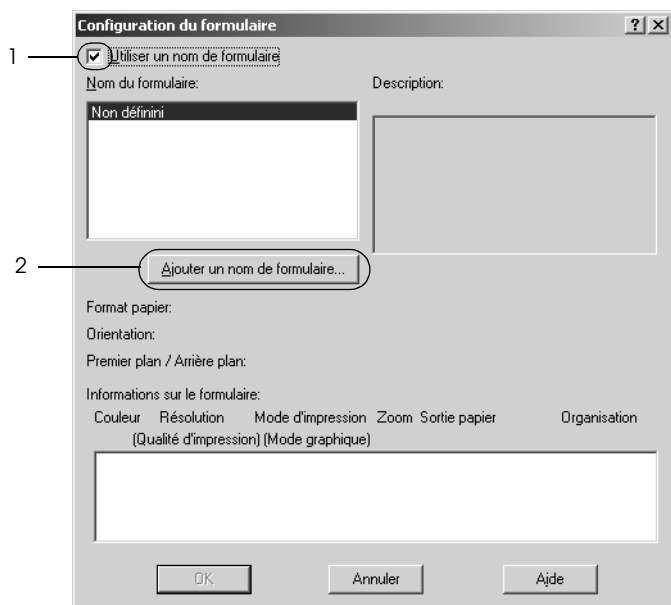 Configuration du formulaire
1
Utiliser un nom de formulaire
Nom du formulaire: Description:
Non définini
2
Ajouter un nom de formulaire...
Format papier:
Orientation:
Premier plan / Arrière plan:
Informations sur le formulaire:
Couleur Résolution Mode d'impression Zoom Sortie papier Organisation
(Qualité d'impression) (Mode graphique)
OK Annuler Aide